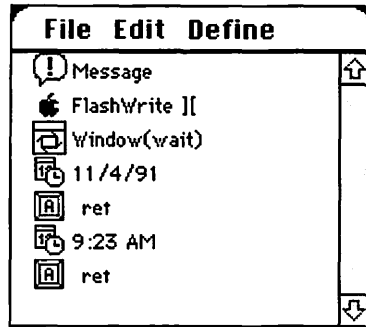 File Edit Define
Message
FlashWrite ][
Window(wait)
11/4/91
A ret
9:23 AM
A ret